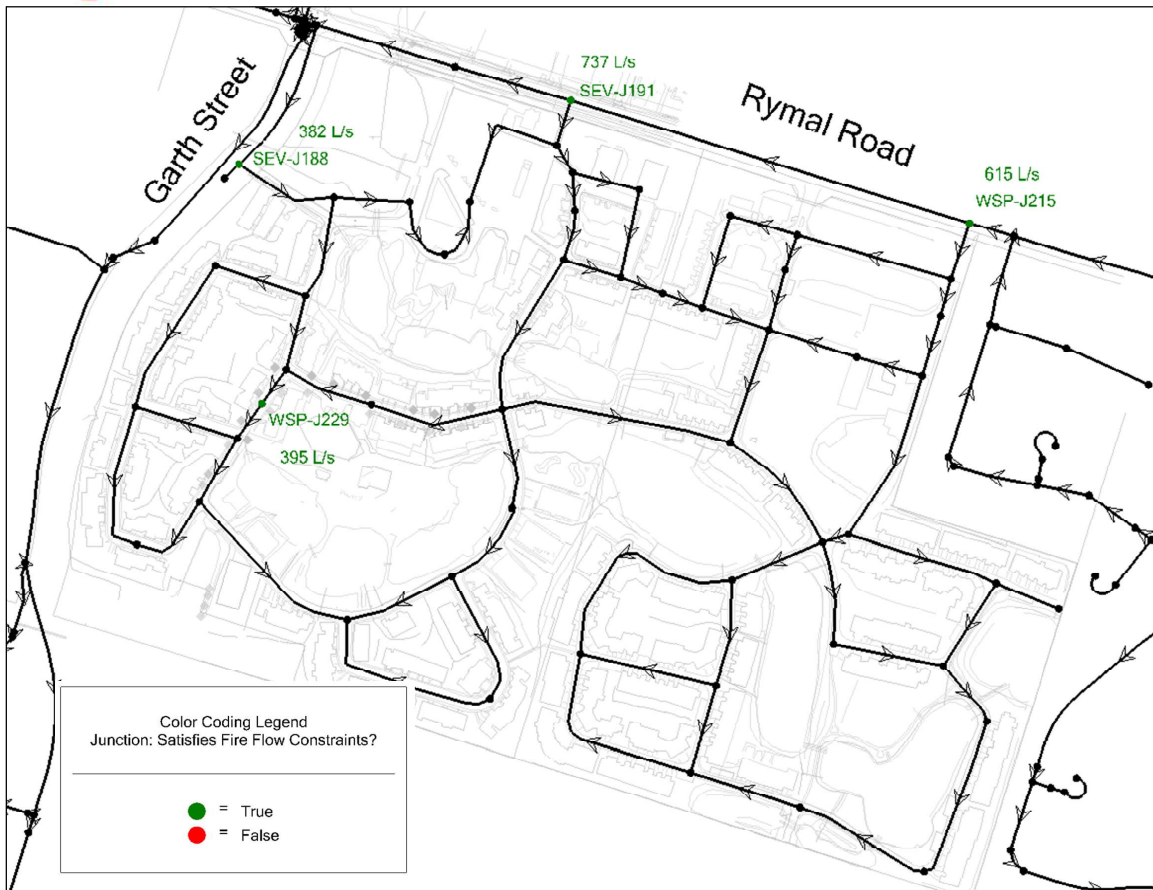 737 L/s
SEV-J191
Rymal Road
Garth Street
382 L/s
SEV-J188
615 L/s
WSP-J215
WSP-J229
395 L/s
Color Coding Legend
Junction: Satisfies Fire Flow Constraints?
= True
= False